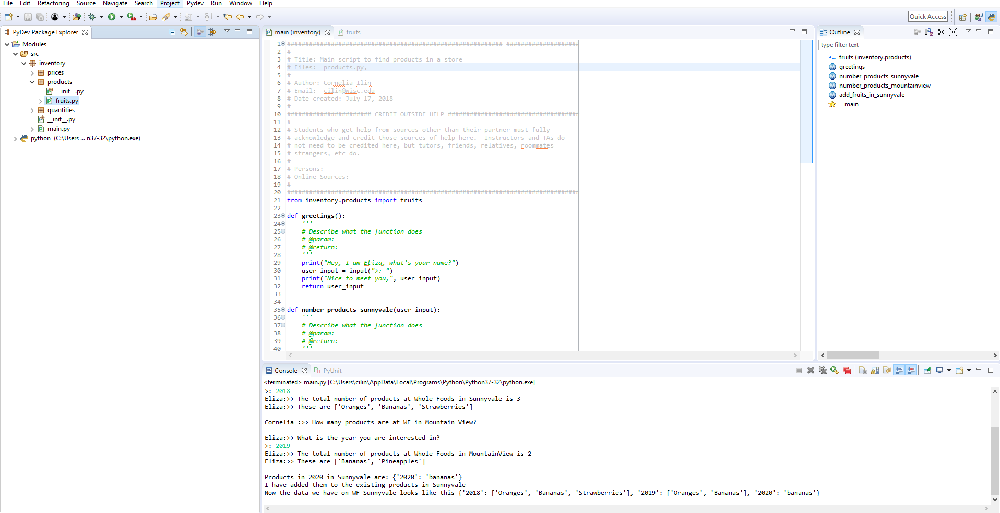 File Edit Refactoring Source Navigate Search Project Pydev Run Window Help
Quick Access
PyDev Package Explorer
Modules
src
inventory
prices
products
__init__.py
fruits.py
quantities
__init__.py
main.py
python (C:\Users ... n37-32\python.exe)
main (inventory) fruits
1 ########################################################### ####################
2 #
3 # Title: Main script to find products in a store
4 # Files:  products.py,
5 #
6 # Author: Cornelia Ilin
7 # Email:  cilin@wisc.edu
8 # Date created: July 17, 2018
9 #
10 ####################### CREDIT OUTSIDE HELP ####################################
11 #
12 # Students who get help from sources other than their partner must fully
13 # acknowledge and credit those sources of help here.  Instructors and TAs do
14 # not need to be credited here, but tutors, friends, relatives, roommates
15 # strangers, etc do.
16 #
17 # Persons:
18 # Online Sources:
19 #
20 ################################################################################
21 from inventory.products import fruits
22
23 def greetings():
24     '''
25     # Describe what the function does
26     # @param:
27     # @return:
28     '''
29     print("Hey, I am Eliza, what's your name?")
30     user_input = input(">: ")
31     print("Nice to meet you,", user_input)
32     return user_input
33
34
35 def number_products_sunnyvale(user_input):
36     '''
37     # Describe what the function does
38     # @param:
39     # @return:
40     '''
Outline
type filter text
fruits (inventory.products)
greetings
number_products_sunnyvale
number_products_mountainview
add_fruits_in_sunnyvale
__main__
Console PyUnit
<terminated> main.py [C:\Users\cilin\AppData\Local\Programs\Python\Python37-32\python.exe]
>: 2018
Eliza:>> The total number of products at Whole Foods in Sunnyvale is 3
Eliza:>> These are ['Oranges', 'Bananas', 'Strawberries']
Cornelia :>> How many products are at WF in Mountain View?
Eliza:>> What is the year you are interested in?
>: 2019
Eliza:>> The total number of products at Whole Foods in MountainView is 2
Eliza:>> These are ['Bananas', 'Pineapples']
Products in 2020 in Sunnyvale are: {'2020': 'bananas'}
I have added them to the existing products in Sunnyvale
Now the data we have on WF Sunnyvale looks like this {'2018': ['Oranges', 'Bananas', 'Strawberries'], '2019': ['Oranges', 'Bananas'], '2020': 'bananas'}